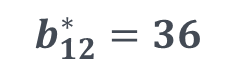 b*₁₂ = 36